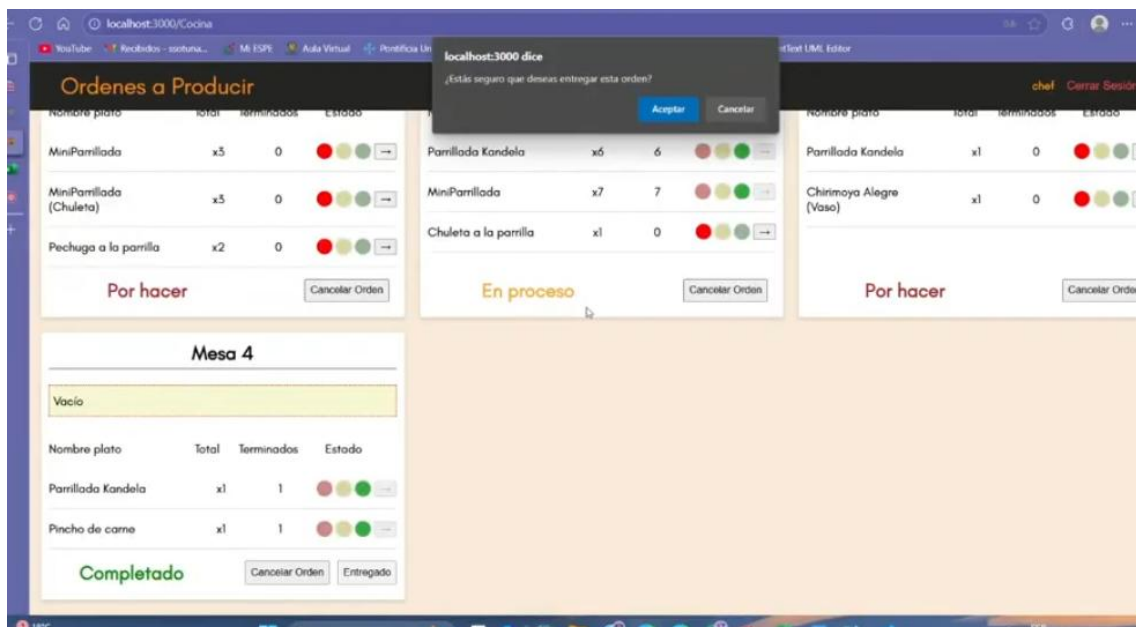 localhost:3000/Cocina
YouTube Recibidos - ssotuna... Mi ESPE Aula Virtual Pontificia Un
tText UML Editor
localhost:3000 dice
¿Estás seguro que deseas entregar esta orden?
Aceptar Cancelar
Ordenes a Producir
chef Cerrar Sesión
Nombre plato Total Terminados Estado
MiniParrillada x3 0 →
MiniParrillada
(Chuleta) x3 0 →
Pechuga a la parrilla x2 0 →
Por hacer Cancelar Orden
Parrillada Kandela x6 6 →
MiniParrillada x7 7 →
Chuleta a la parrilla x1 0 →
En proceso Cancelar Orden
Nombre plato Total Terminados Estado
Parrillada Kandela x1 0
Chirimoya Alegre
(Vaso) x1 0
Por hacer Cancelar Orde
Mesa 4
Vacío
Nombre plato Total Terminados Estado
Parrillada Kandela x1 1 →
Pincho de carne x1 1 →
Completado Cancelar Orden Entregado